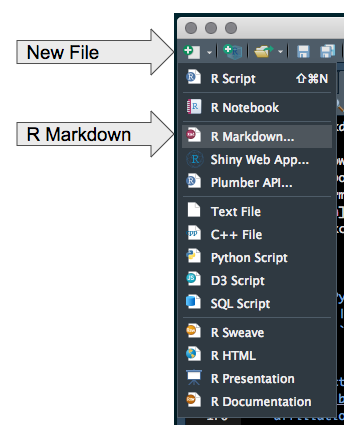 New File
R Script ⇧⌘N
R Notebook
R Markdown
R Markdown...
Shiny Web App...
Plumber API...
Text File
C++ File
Python Script
D3 Script
SQL Script
R Sweave
R HTML
R Presentation
R Documentation